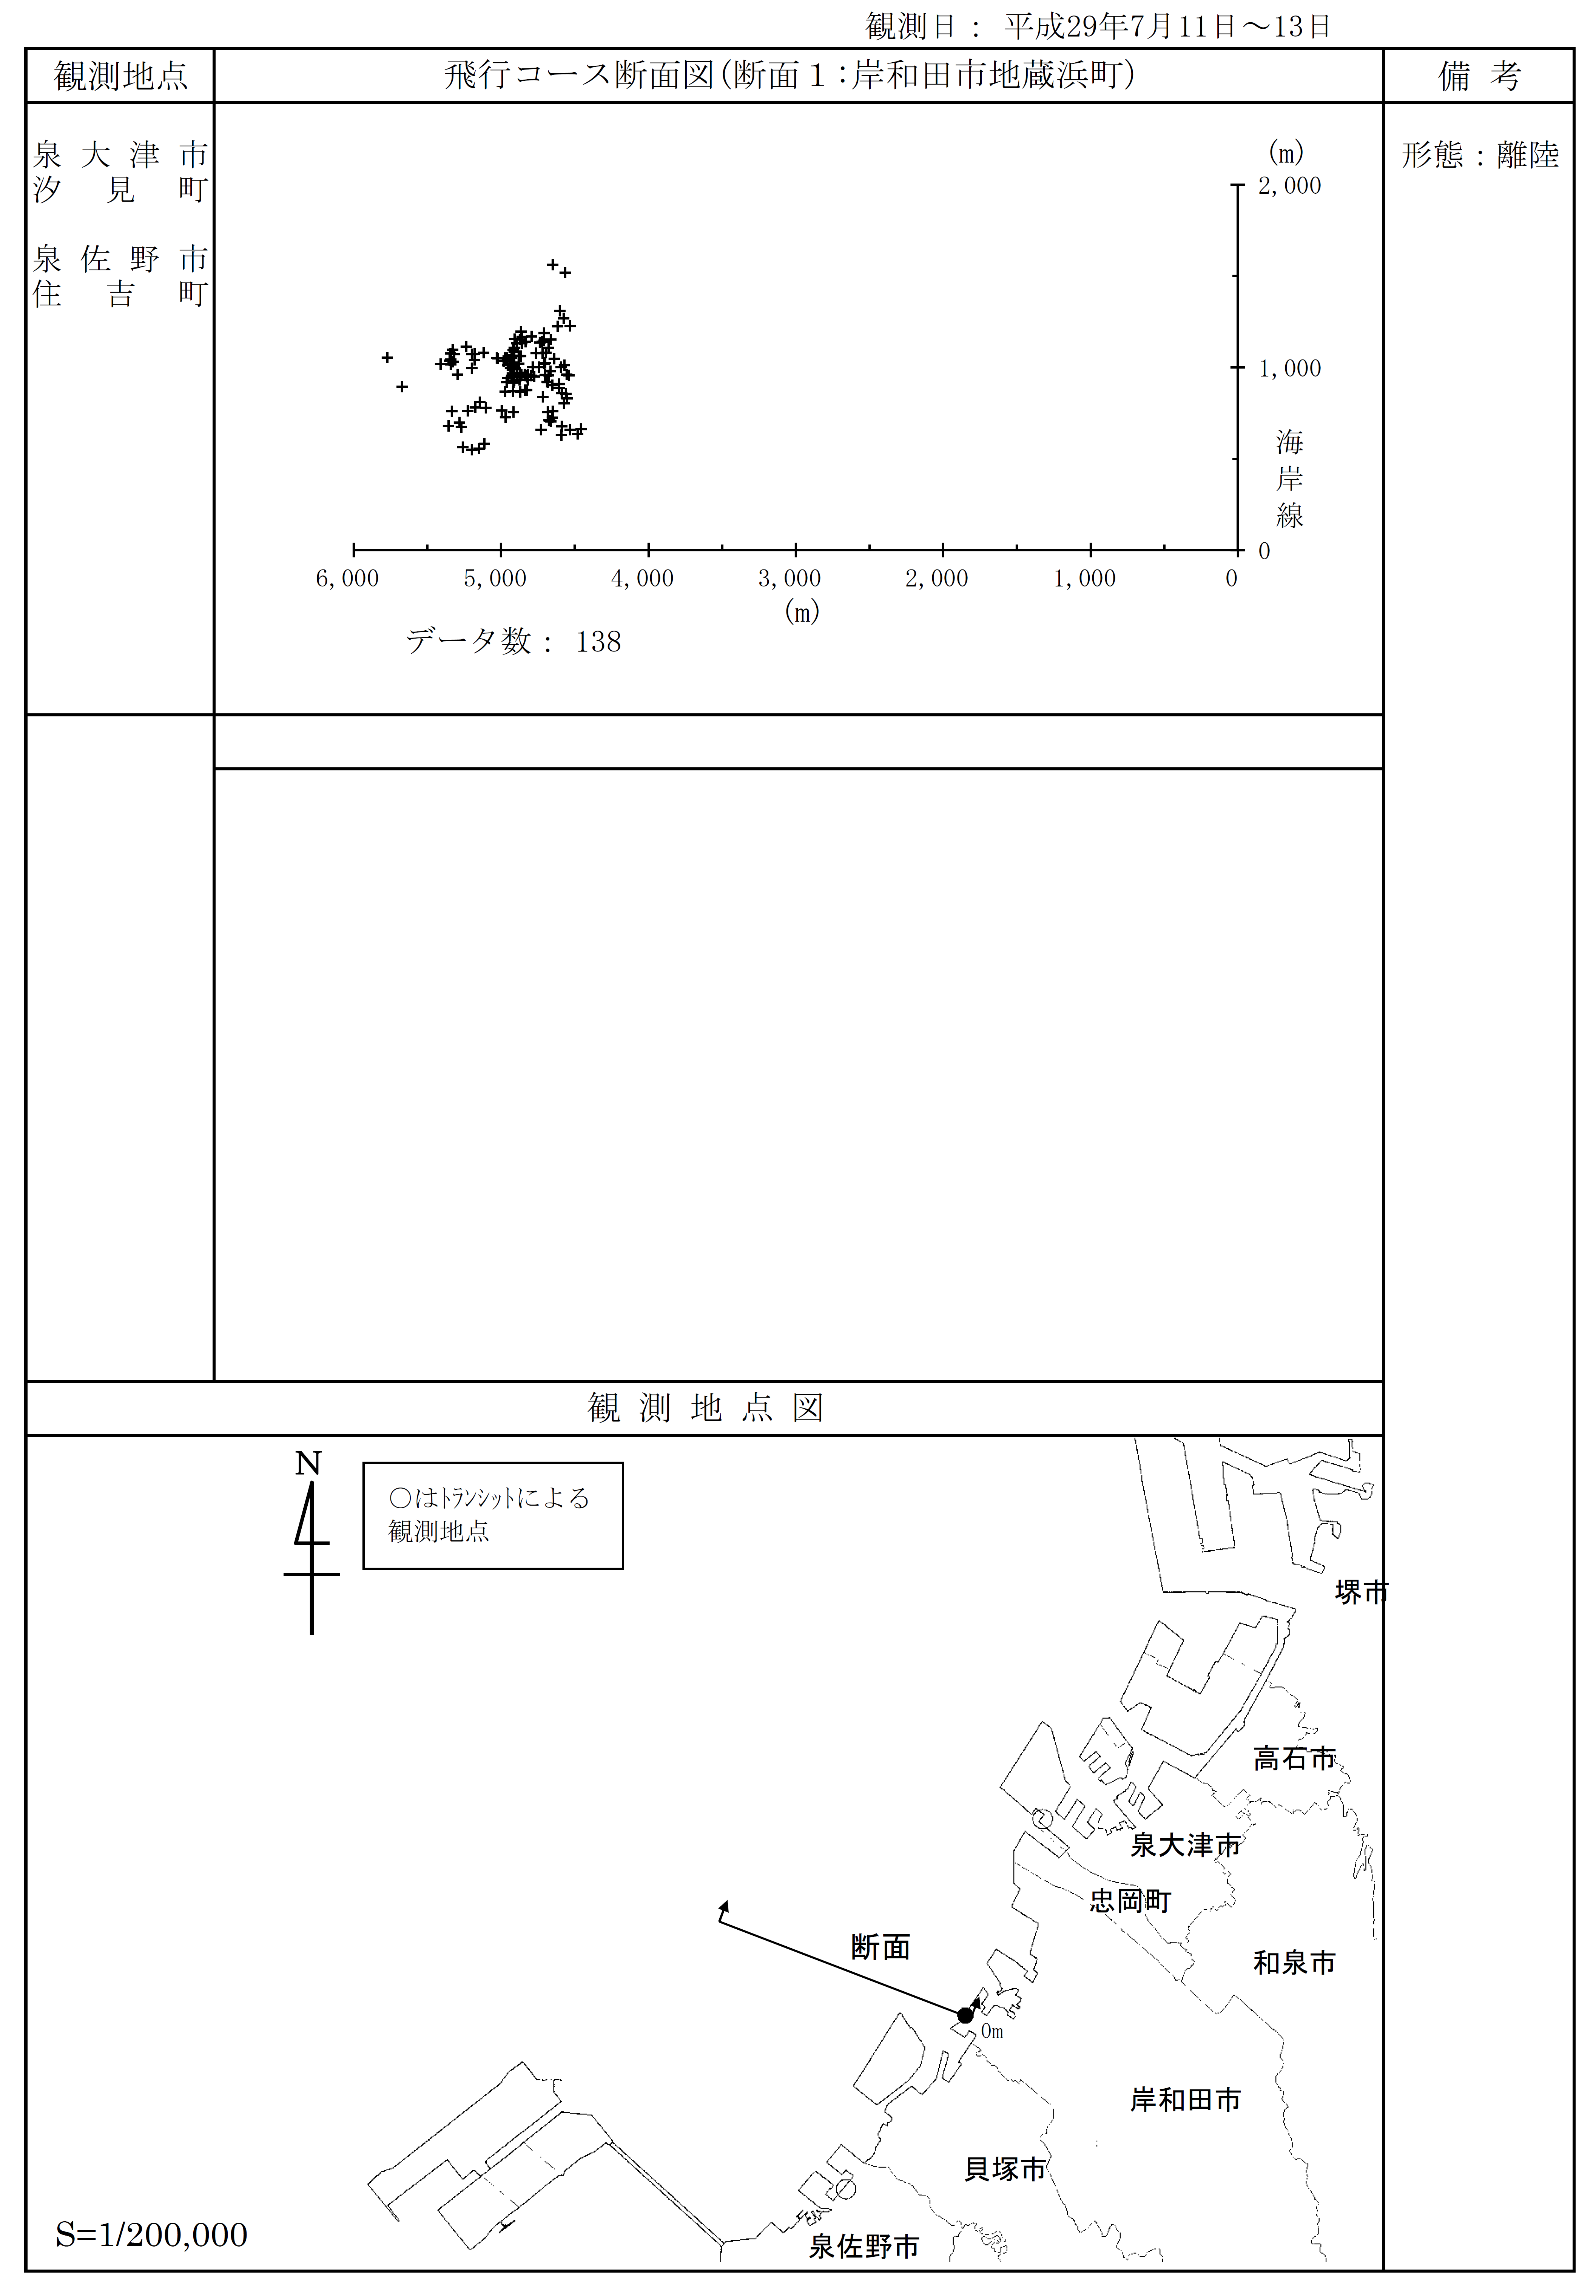 観測日： 平成29年7月11日～13日
観測地点
飛行コース断面図(断面１:岸和田市地蔵浜町)
備 考
泉大津市
汐見町
泉佐野市
住吉町
形態：離陸
(m)
2,000
1,000
海岸線
0
6,000 5,000 4,000 3,000 2,000 1,000 0
(m)
データ数： 138
観 測 地 点 図
N
○はﾄﾗﾝｼｯﾄによる
観測地点
堺市
高石市
泉大津市
忠岡町
断面
和泉市
0m
岸和田市
貝塚市
泉佐野市
S=1/200,000